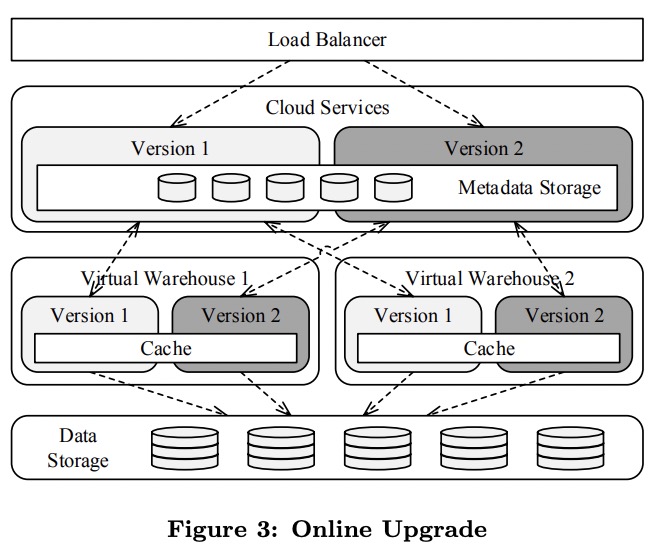 Load Balancer
Cloud Services
Version 1
Version 2
Metadata Storage
Virtual Warehouse 1
Virtual Warehouse 2
Version 1
Version 2
Version 1
Version 2
Cache
Cache
Data
Storage
Figure 3: Online Upgrade